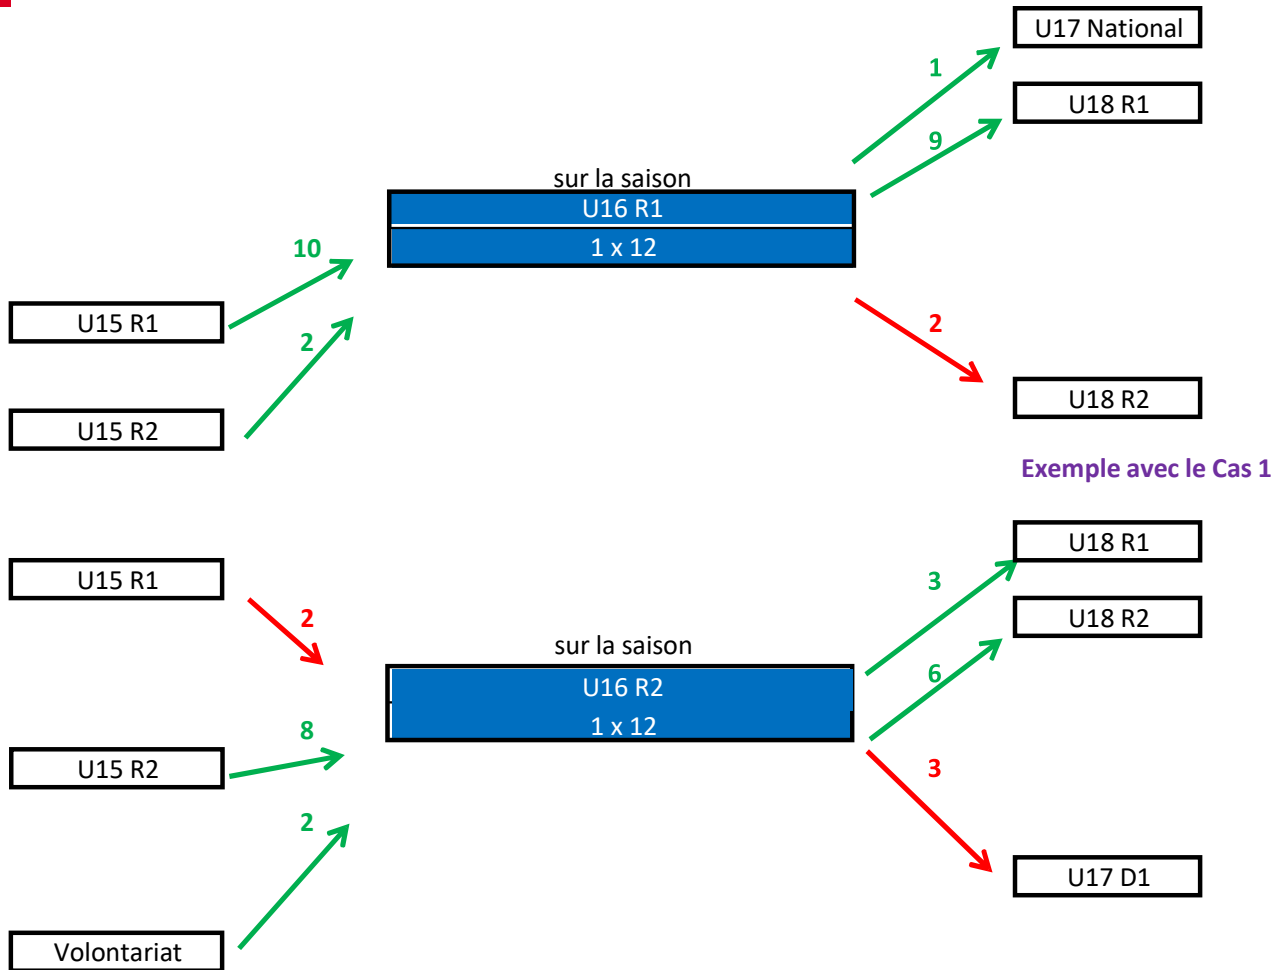 U17 National
1
U18 R1
9
sur la saison
U16 R1
1 x 12
10
U15 R1
2
2
U15 R2
U18 R2
Exemple avec le Cas 1
U18 R1
U15 R1
3
2
U18 R2
sur la saison
6
U16 R2
1 x 12
8
U15 R2
3
2
U17 D1
Volontariat